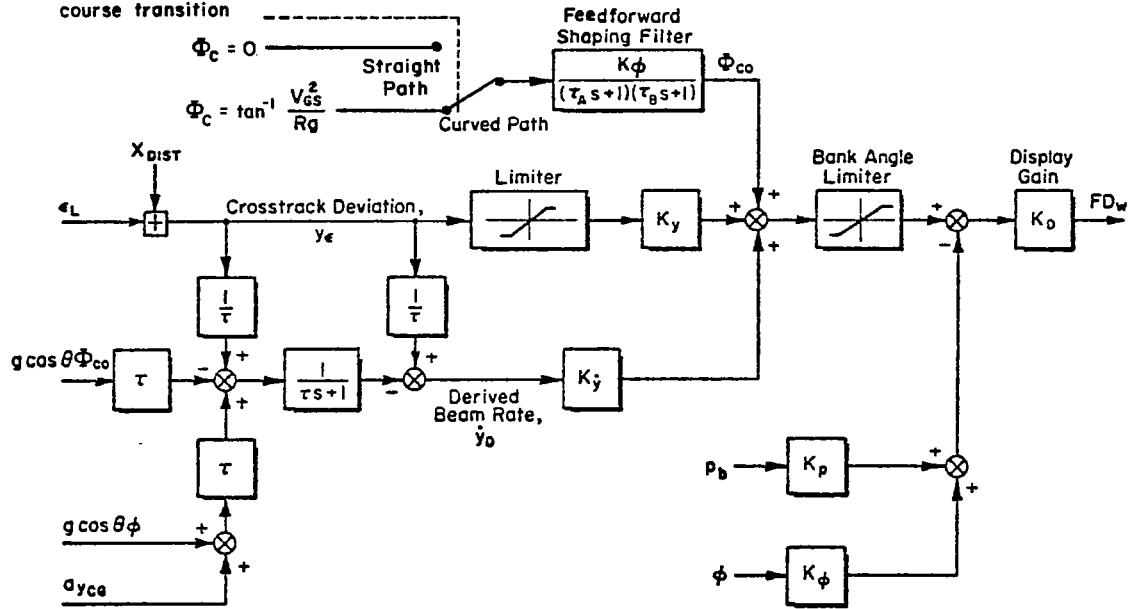 course transition
Φc = 0.
Straight
Path
Φc = tan⁻¹ V²GS / Rg
Curved Path
Feedforward
Shaping Filter
Kϕ
(τA s+1)(τB s+1)
Φco
XDIST
ϵL
+
Crosstrack Deviation,
yϵ
Limiter
Ky
+
+
+
Bank Angle
Limiter
+
−
Display
Gain
KD
FDw
1/τ
1/τ
g cos θΦco
τ
−
+
+
1
τs+1
−
+
Derived
Beam Rate,
ẏD
Kẏ
τ
g cos θϕ
+
+
ayCG
pb
Kp
+
+
ϕ
Kϕ